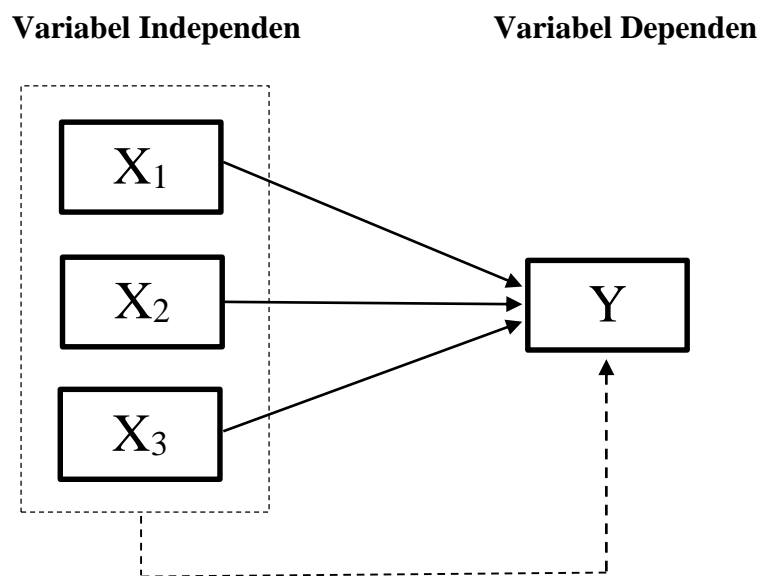 Variabel Independen Variabel Dependen
X₁
X₂
Y
X₃